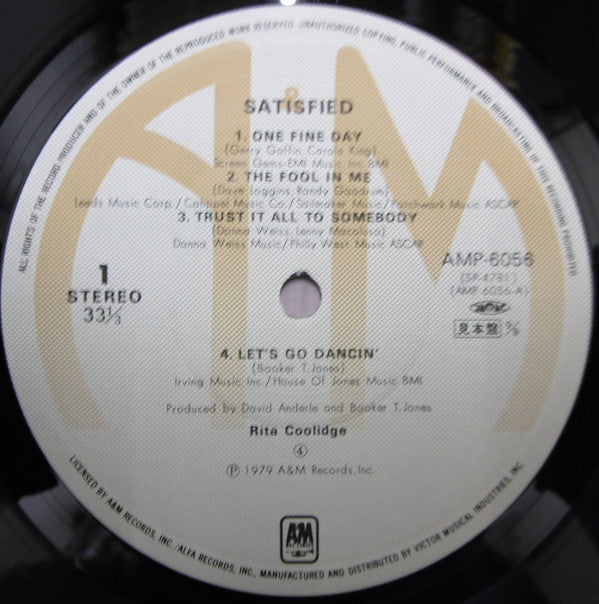 ALL RIGHTS OF THE RECORD PRODUCER AND OF THE OWNER OF THE REPRODUCED WORK RESERVED. UNAUTHORIZED COPYING, PUBLIC PERFORMANCE AND BROADCASTING OF THIS RECORDING PROHIBITED
A&M
SATISFIED
1. ONE FINE DAY
(Gerry Goffin, Carole King)
Screen Gems-EMI Music Inc. BMI
2. THE FOOL IN ME
(Dave Loggins, Randy Goodrum)
Leeds Music Corp./Chappel Music Co./Sailmaker Music/Parchwork Music ASCAP
3. TRUST IT ALL TO SOMEBODY
(Donna Weiss, Lenny Macaluso)
Donna Weiss Music/Philly West Music ASCAP
1
STEREO
33⅓
AMP-6056
(SP-4781)
(AMP-6056-A)
見本盤
4. LET'S GO DANCIN'
(Booker T. Jones)
Irving Music, Inc./House Of Jones Music BMI
Produced by David Anderle and Booker T. Jones
Rita Coolidge
④
Ⓟ 1979 A&M Records, Inc.
A&M
RECORDS
LICENSED BY A&M RECORDS, INC./ALFA RECORDS, INC., MANUFACTURED AND DISTRIBUTED BY VICTOR MUSICAL INDUSTRIES, INC.